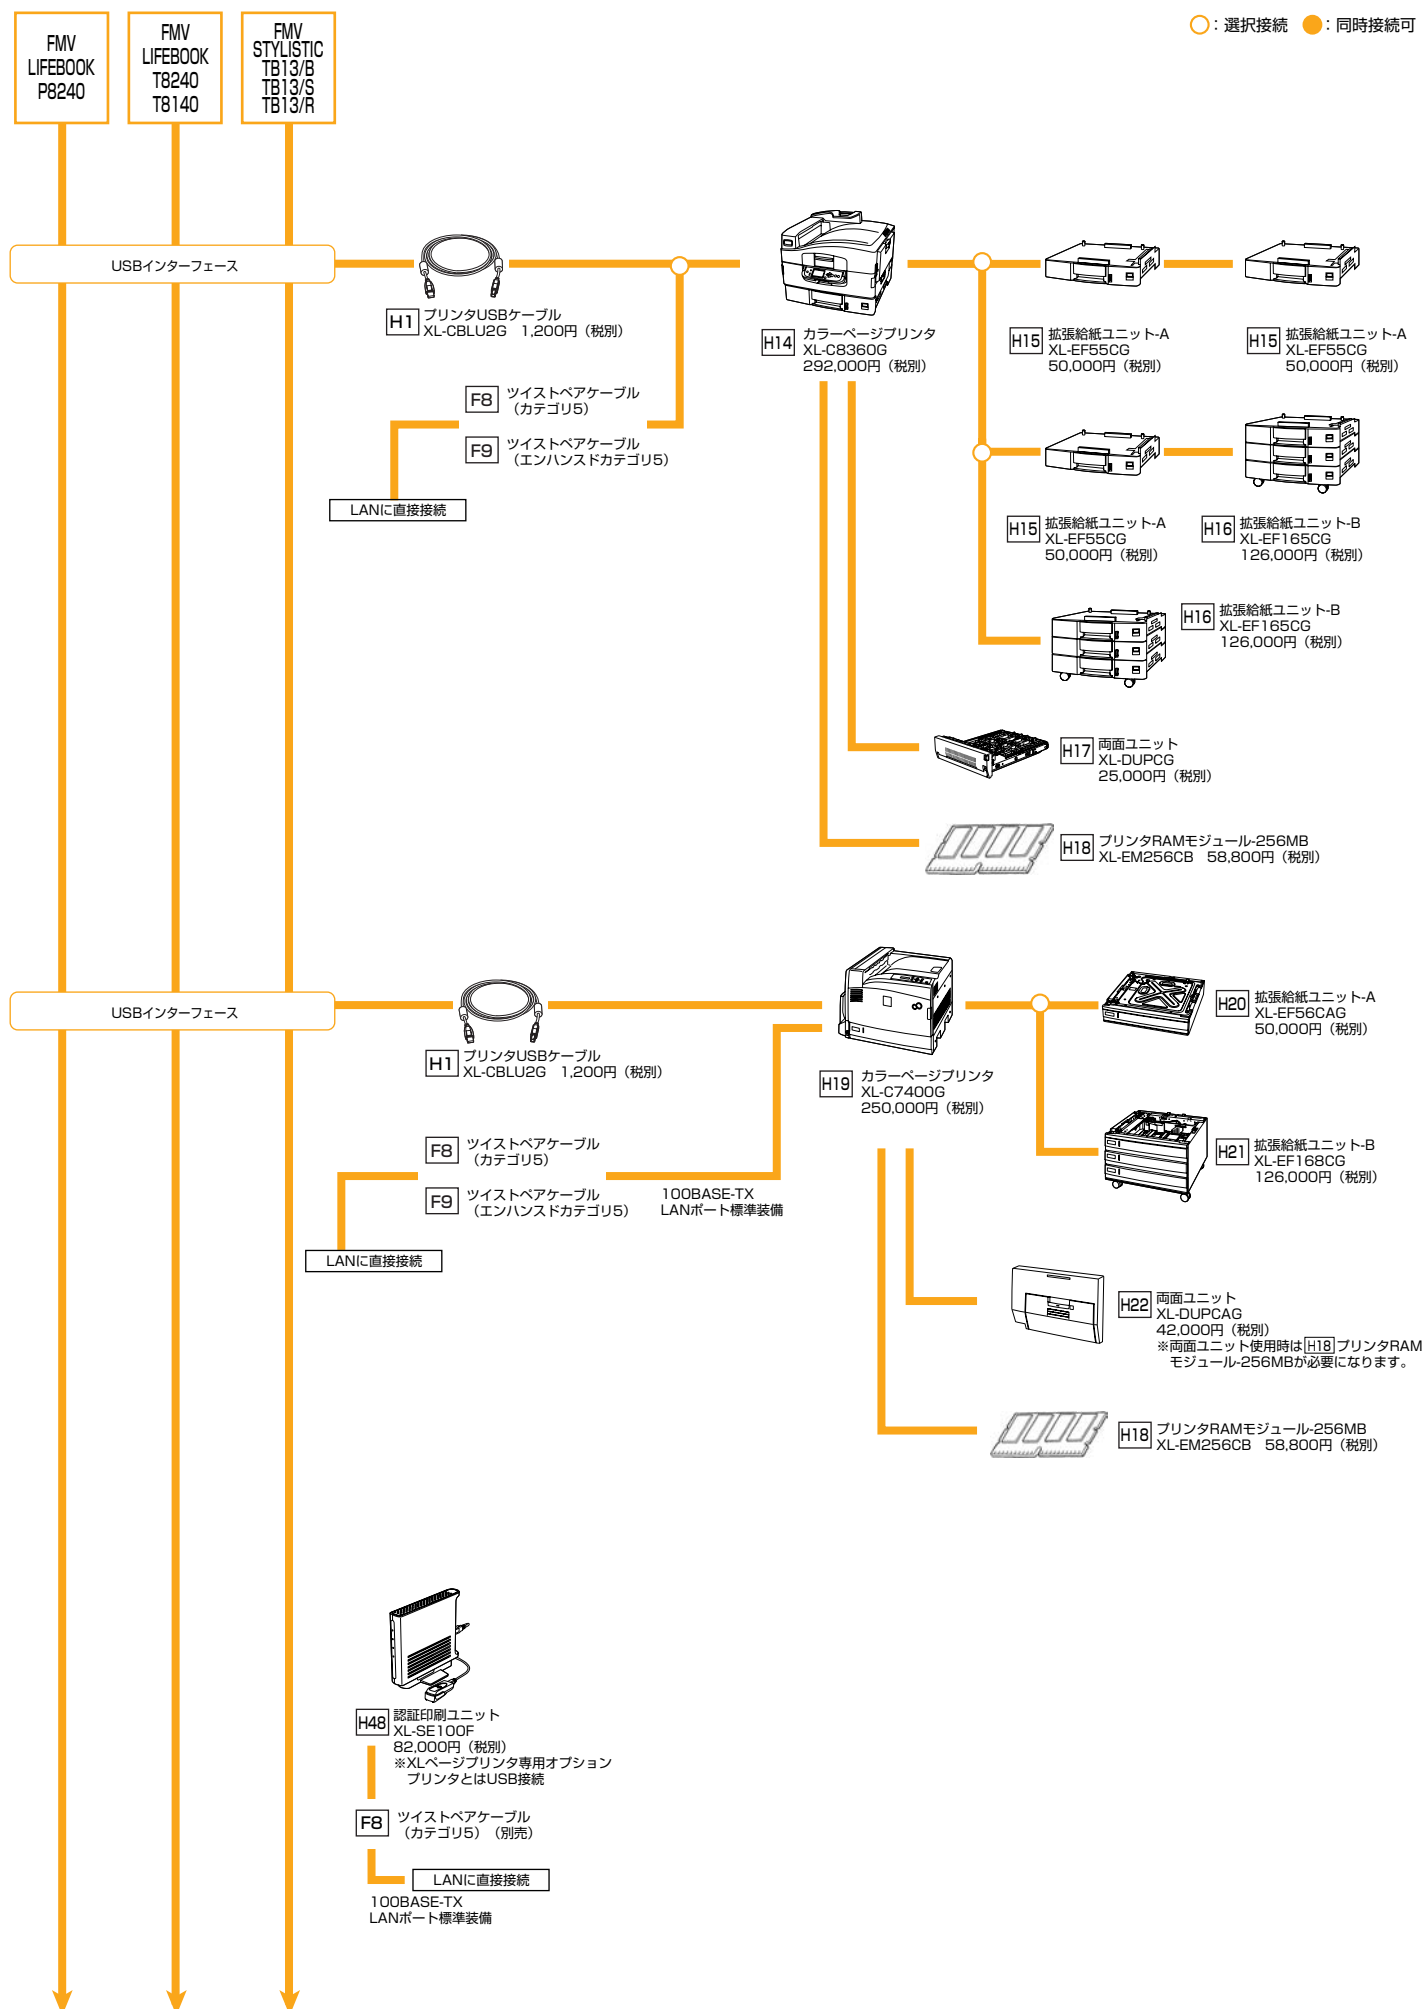 FMV
LIFEBOOK
P8240
FMV
LIFEBOOK
T8240
T8140
FMV
STYLISTIC
TB13/B
TB13/S
TB13/R
：選択接続 ：同時接続可
USBインターフェース
H1 プリンタUSBケーブル
XL-CBLU2G 1,200円（税別）
F8 ツイストペアケーブル
（カテゴリ5）
F9 ツイストペアケーブル
（エンハンスドカテゴリ5）
LANに直接接続
H14 カラーページプリンタ
XL-C8360G
292,000円（税別）
H15 拡張給紙ユニット-A
XL-EF55CG
50,000円（税別）
H15 拡張給紙ユニット-A
XL-EF55CG
50,000円（税別）
H15 拡張給紙ユニット-A
XL-EF55CG
50,000円（税別）
H16 拡張給紙ユニット-B
XL-EF165CG
126,000円（税別）
H16 拡張給紙ユニット-B
XL-EF165CG
126,000円（税別）
H17 両面ユニット
XL-DUPCG
25,000円（税別）
H18 プリンタRAMモジュール-256MB
XL-EM256CB 58,800円（税別）
USBインターフェース
H1 プリンタUSBケーブル
XL-CBLU2G 1,200円（税別）
F8 ツイストペアケーブル
（カテゴリ5）
F9 ツイストペアケーブル
（エンハンスドカテゴリ5）
100BASE-TX
LANポート標準装備
LANに直接接続
H19 カラーページプリンタ
XL-C7400G
250,000円（税別）
H20 拡張給紙ユニット-A
XL-EF56CAG
50,000円（税別）
H21 拡張給紙ユニット-B
XL-EF168CG
126,000円（税別）
H22 両面ユニット
XL-DUPCAG
42,000円（税別）
※両面ユニット使用時はH18プリンタRAM
モジュール-256MBが必要になります。
H18 プリンタRAMモジュール-256MB
XL-EM256CB 58,800円（税別）
H48 認証印刷ユニット
XL-SE100F
82,000円（税別）
※XLページプリンタ専用オプション
プリンタとはUSB接続
F8 ツイストペアケーブル
（カテゴリ5）（別売）
LANに直接接続
100BASE-TX
LANポート標準装備